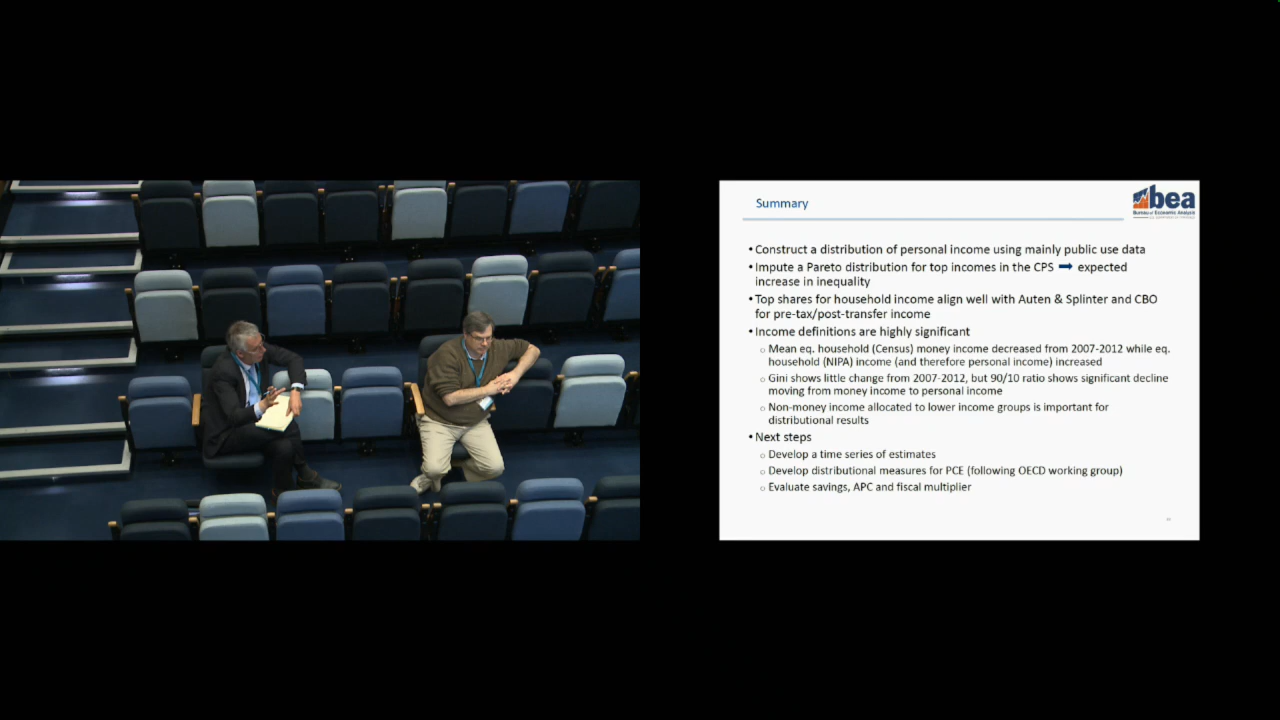 Summary
bea
Bureau of Economic Analysis
• Construct a distribution of personal income using mainly public use data
• Impute a Pareto distribution for top incomes in the CPS ➡ expected
increase in inequality
• Top shares for household income align well with Auten & Splinter and CBO
for pre-tax/post-transfer income
• Income definitions are highly significant
o Mean eq. household (Census) money income decreased from 2007-2012 while eq.
household (NIPA) income (and therefore personal income) increased
o Gini shows little change from 2007-2012, but 90/10 ratio shows significant decline
moving from money income to personal income
o Non-money income allocated to lower income groups is important for
distributional results
• Next steps
o Develop a time series of estimates
o Develop distributional measures for PCE (following OECD working group)
o Evaluate savings, APC and fiscal multiplier